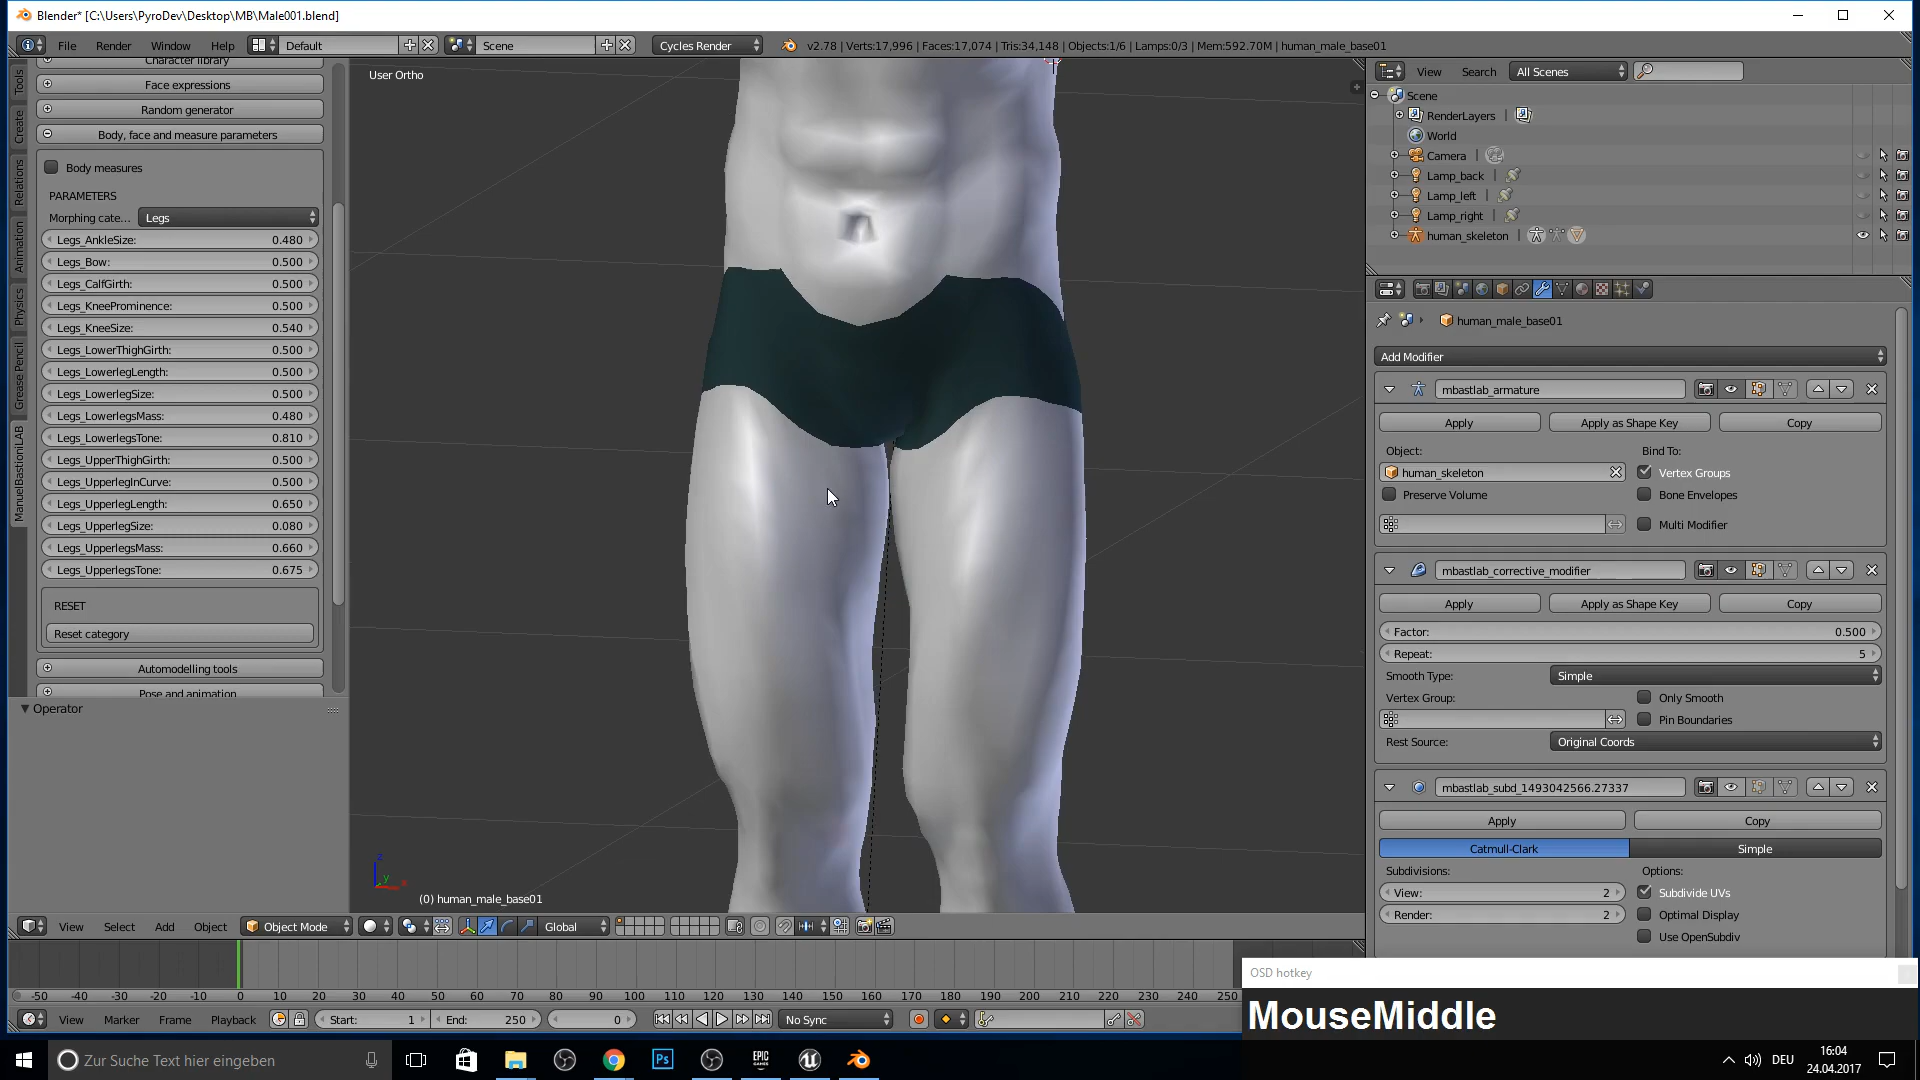 Blender* [C:\Users\PyroDev\Desktop\MB\Male001.blend]
File Render Window Help Default Scene Cycles Render v2.78 | Verts:17,996 | Faces:17,074 | Tris:34,148 | Objects:1/6 | Lamps:0/3 | Mem:592.70M | human_male_base01
Tools
Create
Relations
Animation
Physics
Grease Pencil
ManuelBastioniLAB
Character library
Face expressions
Random generator
Body, face and measure parameters
Body measures
PARAMETERS
Morphing cate... Legs
Legs_AnkleSize: 0.480
Legs_Bow: 0.500
Legs_CalfGirth: 0.500
Legs_KneeProminence: 0.500
Legs_KneeSize: 0.540
Legs_LowerThighGirth: 0.500
Legs_LowerlegLength: 0.500
Legs_LowerlegSize: 0.500
Legs_LowerlegsMass: 0.480
Legs_LowerlegsTone: 0.810
Legs_UpperThighGirth: 0.500
Legs_UpperlegInCurve: 0.500
Legs_UpperlegLength: 0.650
Legs_UpperlegSize: 0.080
Legs_UpperlegsMass: 0.660
Legs_UpperlegsTone: 0.675
RESET
Reset category
Automodelling tools
Pose and animation
Operator
User Ortho
z
y
x
(0) human_male_base01
View Select Add Object Object Mode Global
-50 -40 -30 -20 -10 0 10 20 30 40 50 60 70 80 90 100 110 120 130 140 150 160 170 180 190 200 210 220 230 240 250
View Marker Frame Playback Start: 1 End: 250 0 No Sync
View Search All Scenes
Scene
RenderLayers |
World
Camera |
Lamp_back |
Lamp_left |
Lamp_right |
human_skeleton |
human_male_base01
Add Modifier
mbastlab_armature
Apply Apply as Shape Key Copy
Object: Bind To:
human_skeleton Vertex Groups
Preserve Volume Bone Envelopes
Multi Modifier
mbastlab_corrective_modifier
Apply Apply as Shape Key Copy
Factor: 0.500
Repeat: 5
Smooth Type: Simple
Vertex Group: Only Smooth
Pin Boundaries
Rest Source: Original Coords
mbastlab_subd_1493042566.27337
Apply Copy
Catmull-Clark Simple
Subdivisions: Options:
View: 2 Subdivide UVs
Render: 2 Optimal Display
Use OpenSubdiv
OSD hotkey
MouseMiddle
Zur Suche Text hier eingeben
Ps
EPIC GAMES
DEU
16:04
24.04.2017